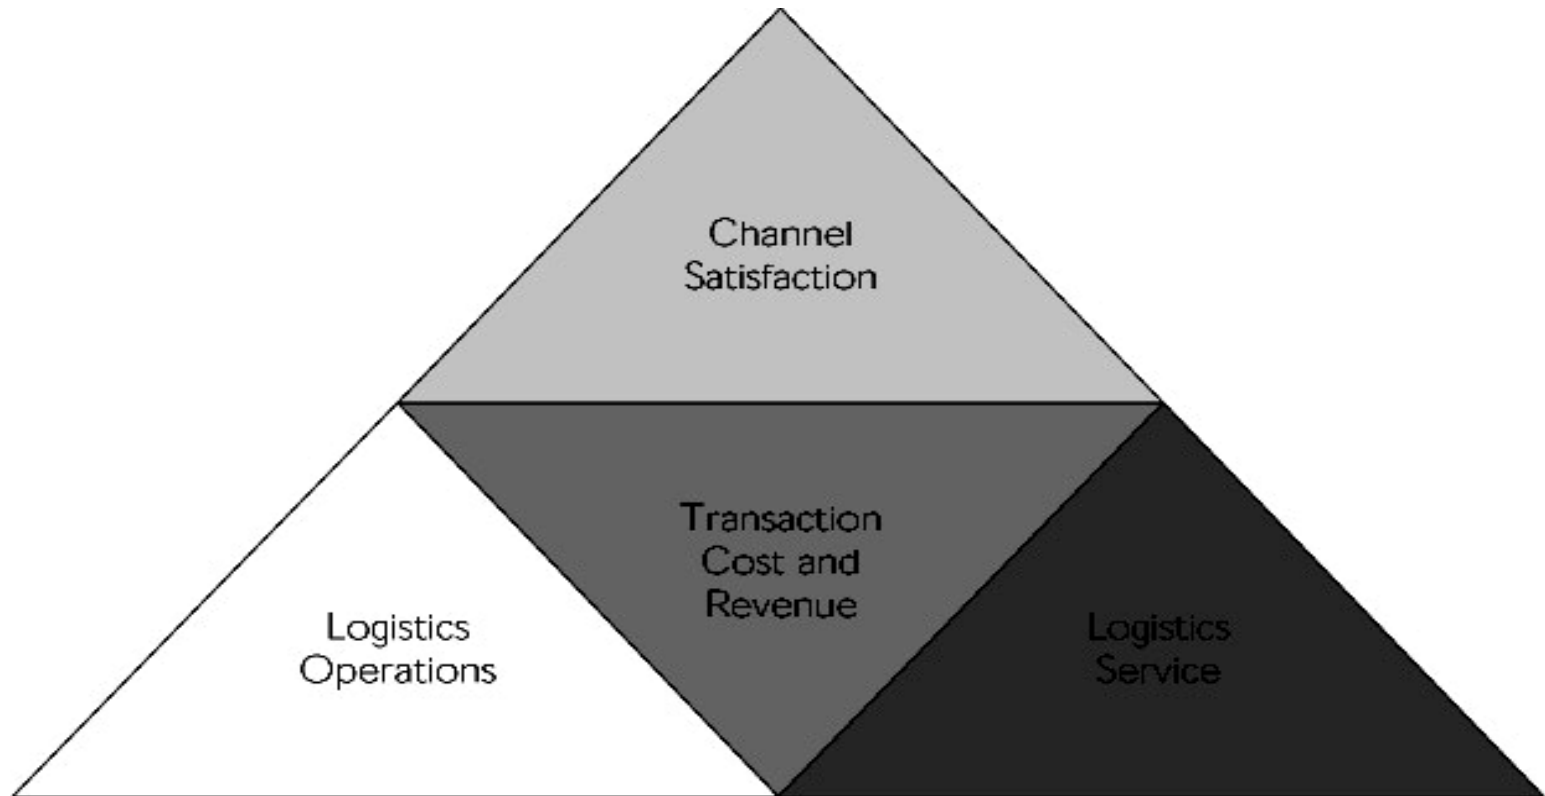 Channel
Satisfaction
Transaction
Cost and
Revenue
Logistics
Operations
Logistics
Service